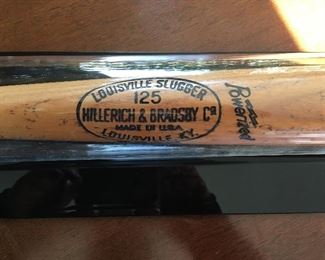 LOUISVILLE SLUGGER
125
HILLERICH & BRADSBY Cº
MADE IN U.S.A.
LOUISVILLE. KY.
Powerized